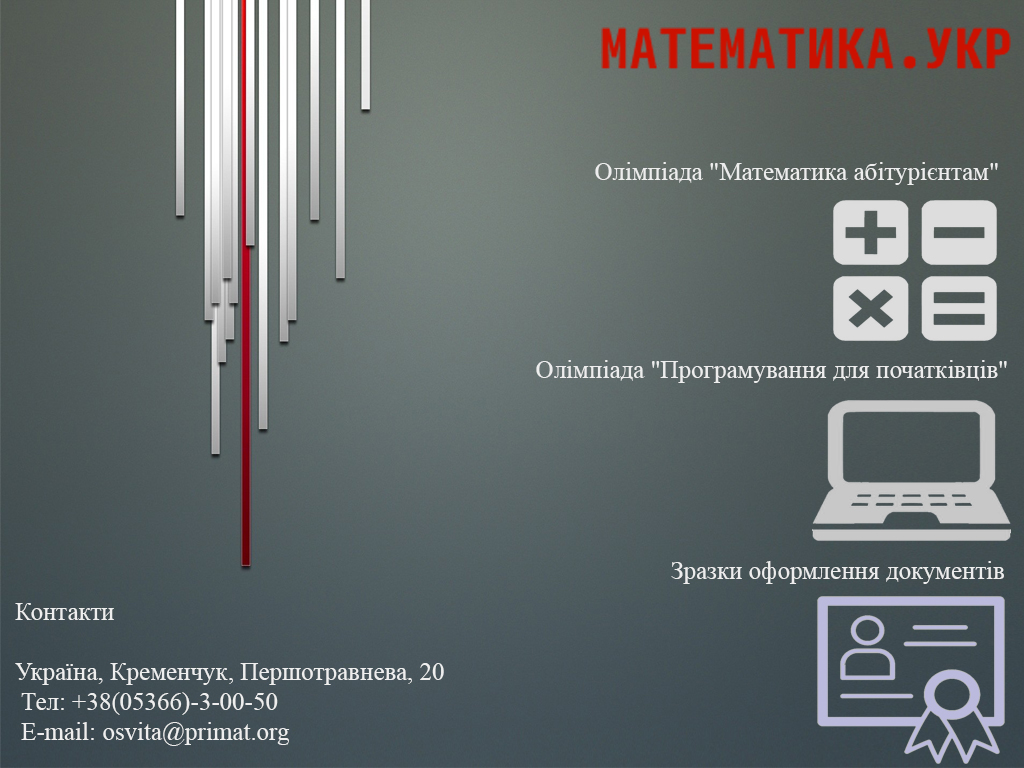 МАТЕМАТИКА.УКР
Олімпіада "Математика абітурієнтам"
Олімпіада "Програмування для початківців"
Зразки оформлення документів
Контакти
Україна, Кременчук, Першотравнева, 20
Тел: +38(05366)-3-00-50
E-mail: osvita@primat.org